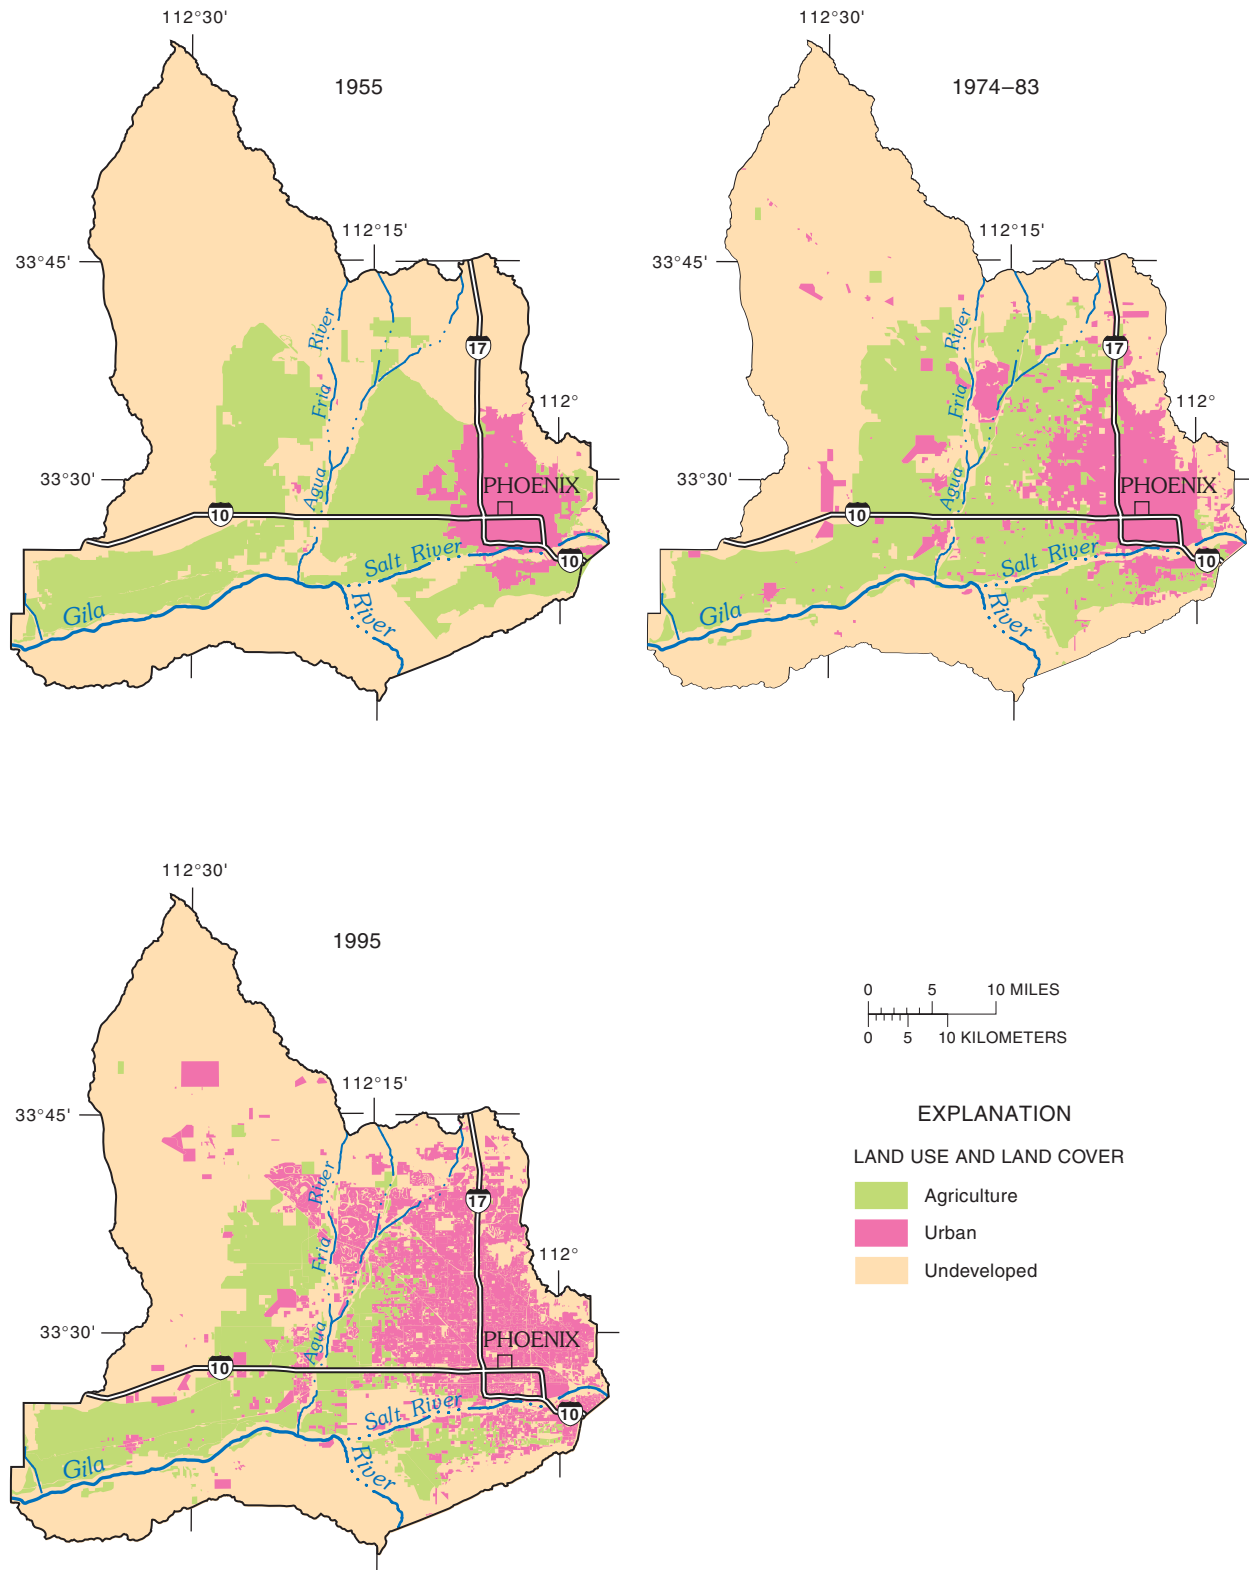 112°30'
1955
112°15'
33°45'
River
17
Fria
112°
33°30'
Agua
PHOENIX
10
Salt River
10
Gila
River
112°30'
1974–83
112°15'
33°45'
River
17
Fria
112°
33°30'
Agua
PHOENIX
10
Salt River
10
Gila
River
112°30'
1995
112°15'
33°45'
River
17
Fria
112°
33°30'
Agua
PHOENIX
10
Salt River
10
Gila
River
0 5 10 MILES
0 5 10 KILOMETERS
EXPLANATION
LAND USE AND LAND COVER
Agriculture
Urban
Undeveloped